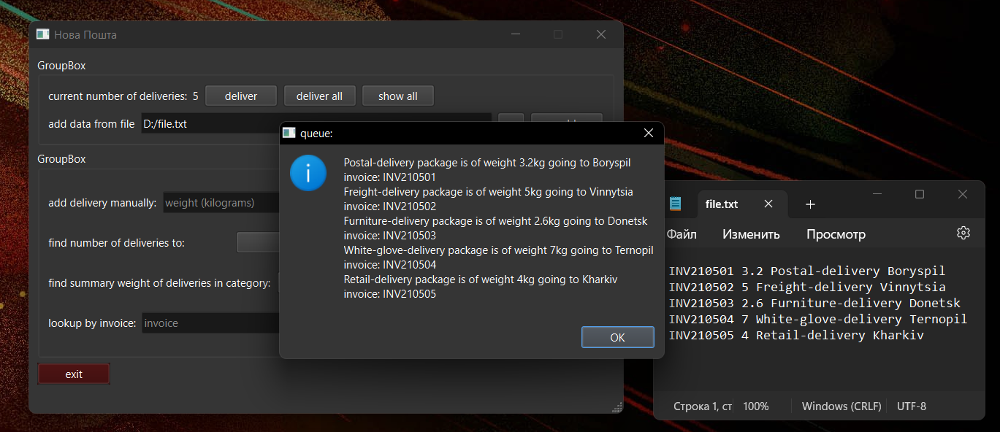 Нова Пошта
GroupBox
current number of deliveries: 5 deliver deliver all show all
add data from file D:/file.txt
GroupBox
add delivery manually: weight (kilograms)
find number of deliveries to:
find summary weight of deliveries in category:
lookup by invoice: invoice
exit
queue:
Postal-delivery package is of weight 3.2kg going to Boryspil
invoice: INV210501
Freight-delivery package is of weight 5kg going to Vinnytsia
invoice: INV210502
Furniture-delivery package is of weight 2.6kg going to Donetsk
invoice: INV210503
White-glove-delivery package is of weight 7kg going to Ternopil
invoice: INV210504
Retail-delivery package is of weight 4kg going to Kharkiv
invoice: INV210505
OK
file.txt
Файл Изменить Просмотр
INV210501 3.2 Postal-delivery Boryspil
INV210502 5 Freight-delivery Vinnytsia
INV210503 2.6 Furniture-delivery Donetsk
INV210504 7 White-glove-delivery Ternopil
INV210505 4 Retail-delivery Kharkiv
Строка 1, ст 100% Windows (CRLF) UTF-8